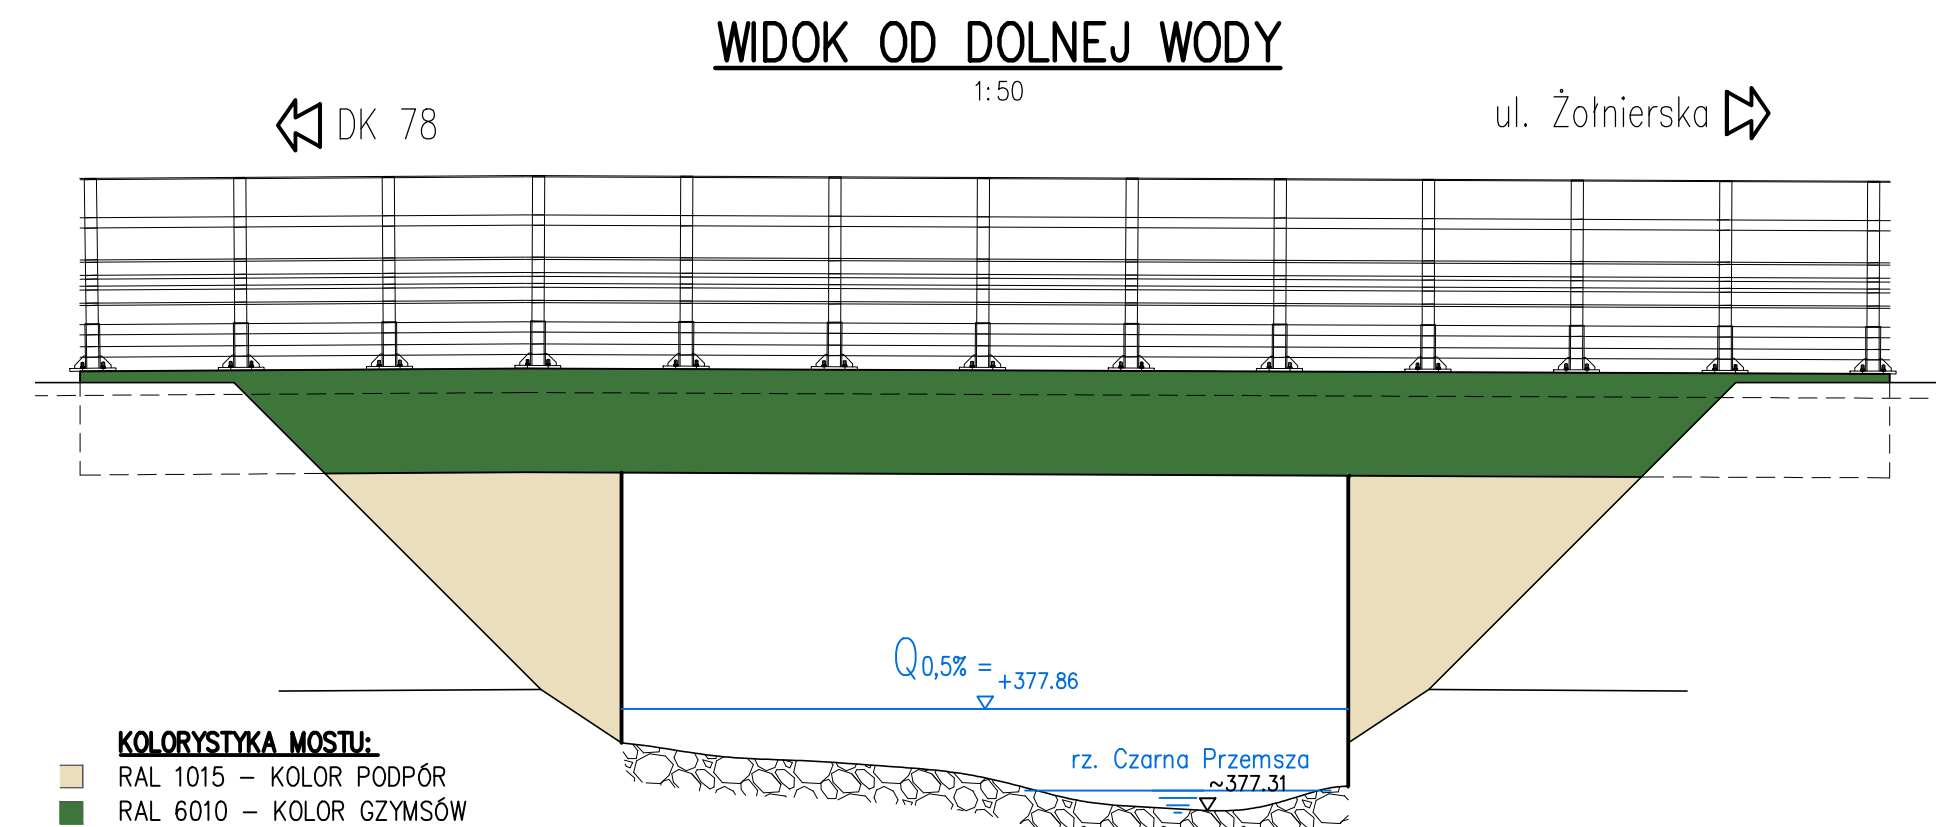 WIDOK OD DOLNEJ WODY
1:50
DK 78
ul. Żołnierska
Q0,5% = +377.86
rz. Czarna Przemsza
~377.31
KOLORYSTYKA MOSTU:
RAL 1015 – KOLOR PODPÓR
RAL 6010 – KOLOR GZYMSÓW